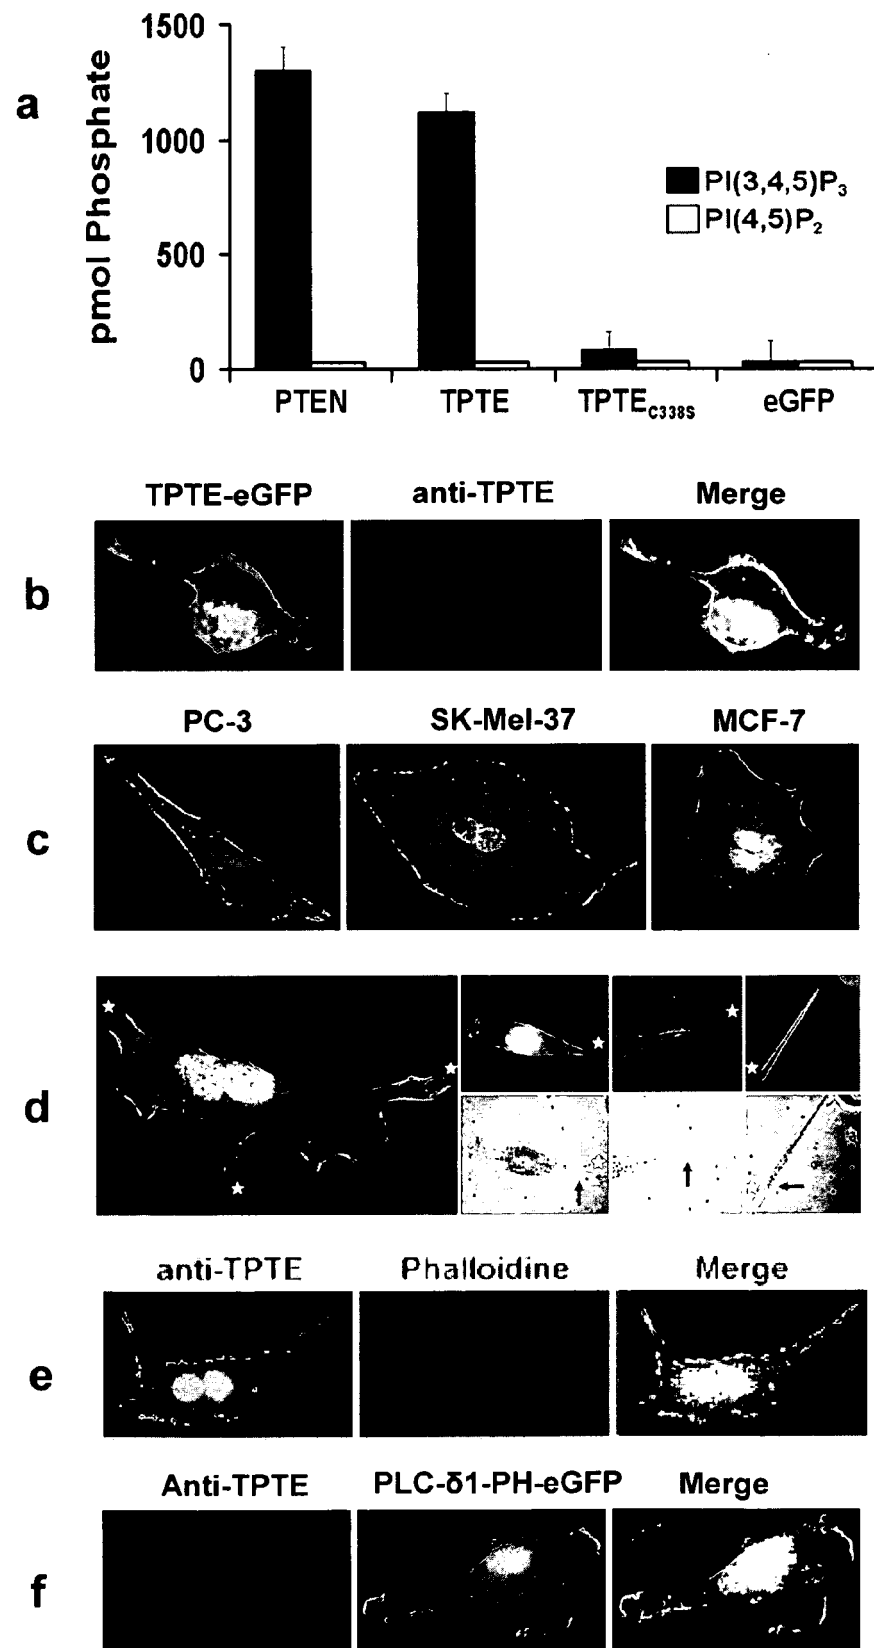 a
pmol Phosphate
1500
1000
500
0
PI(3,4,5)P₃
PI(4,5)P₂
PTEN TPTE TPTE_C338S eGFP
TPTE-eGFP anti-TPTE Merge
b
PC-3 SK-Mel-37 MCF-7
c
d
anti-TPTE Phalloidine Merge
e
Anti-TPTE PLC-δ1-PH-eGFP Merge
f